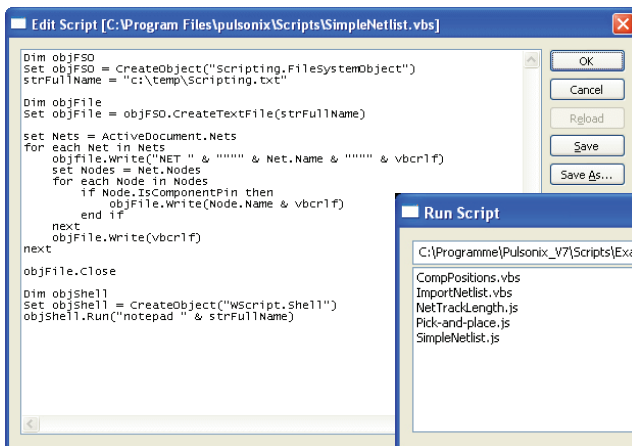 Edit Script [C:\Program Files\pulsonix\Scripts\SimpleNetlist.vbs]
Dim objFSO
Set objFSO = CreateObject("Scripting.FileSystemObject")
strFullName = "c:\temp\Scripting.txt"
Dim objFile
Set objFile = objFSO.CreateTextFile(strFullName)
set Nets = ActiveDocument.Nets
for each Net in Nets
objfile.Write("NET " & """" & Net.Name & """" & vbcrlf)
set Nodes = Net.Nodes
for each Node in Nodes
if Node.IsComponentPin then
objFile.Write(Node.Name & vbcrlf)
end if
next
objFile.Write(vbcrlf)
next
objFile.Close
Dim objShell
Set objShell = CreateObject("WScript.Shell")
objShell.Run("notepad " & strFullName)
OK
Cancel
Reload
Save
Save As...
Run Script
C:\Programme\Pulsonix_V7\Scripts\Exa
CompPositions.vbs
ImportNetlist.vbs
NetTrackLength.js
Pick-and-place.js
SimpleNetlist.js